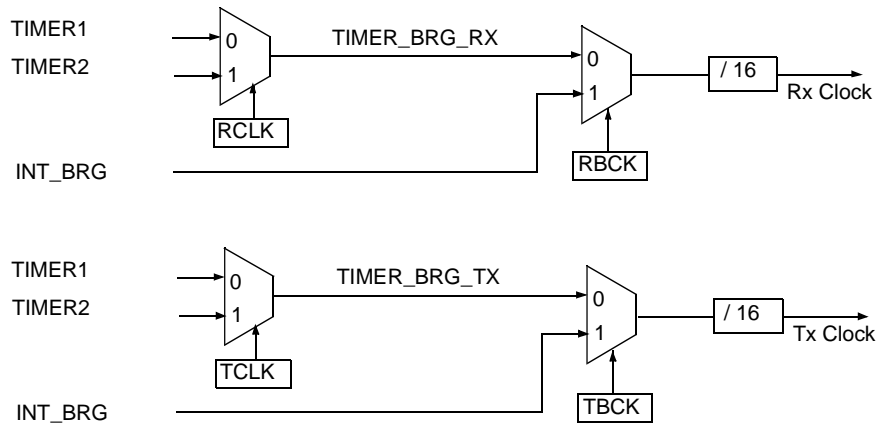 TIMER1
0
TIMER_BRG_RX
TIMER2
1
0
/ 16
1
Rx Clock
RCLK
RBCK
INT_BRG
TIMER1
0
TIMER_BRG_TX
TIMER2
1
0
/ 16
1
Tx Clock
TCLK
TBCK
INT_BRG